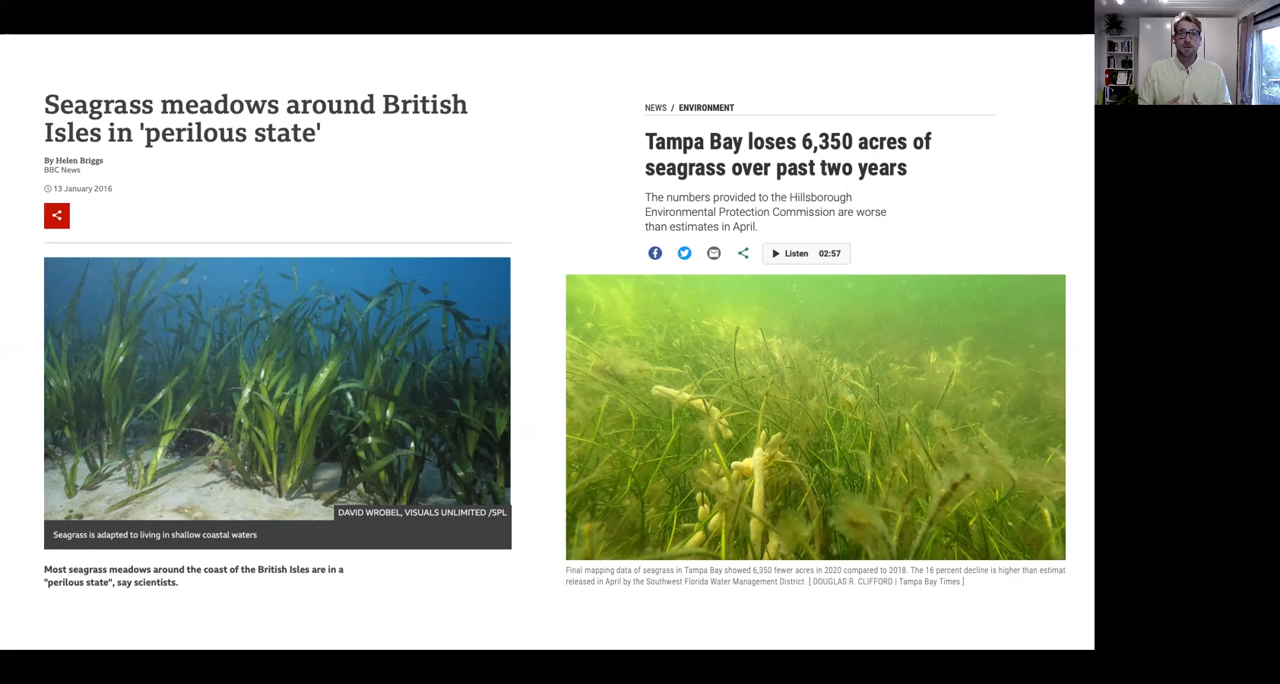 Seagrass meadows around British
Isles in 'perilous state'
By Helen Briggs
BBC News
13 January 2016
DAVID WROBEL, VISUALS UNLIMITED /SPL
Seagrass is adapted to living in shallow coastal waters
Most seagrass meadows around the coast of the British Isles are in a
"perilous state", say scientists.
NEWS / ENVIRONMENT
Tampa Bay loses 6,350 acres of
seagrass over past two years
The numbers provided to the Hillsborough
Environmental Protection Commission are worse
than estimates in April.
Listen 02:57
Final mapping data of seagrass in Tampa Bay showed 6,350 fewer acres in 2020 compared to 2018. The 16 percent decline is higher than estimat
released in April by the Southwest Florida Water Management District. [ DOUGLAS R. CLIFFORD | Tampa Bay Times ]